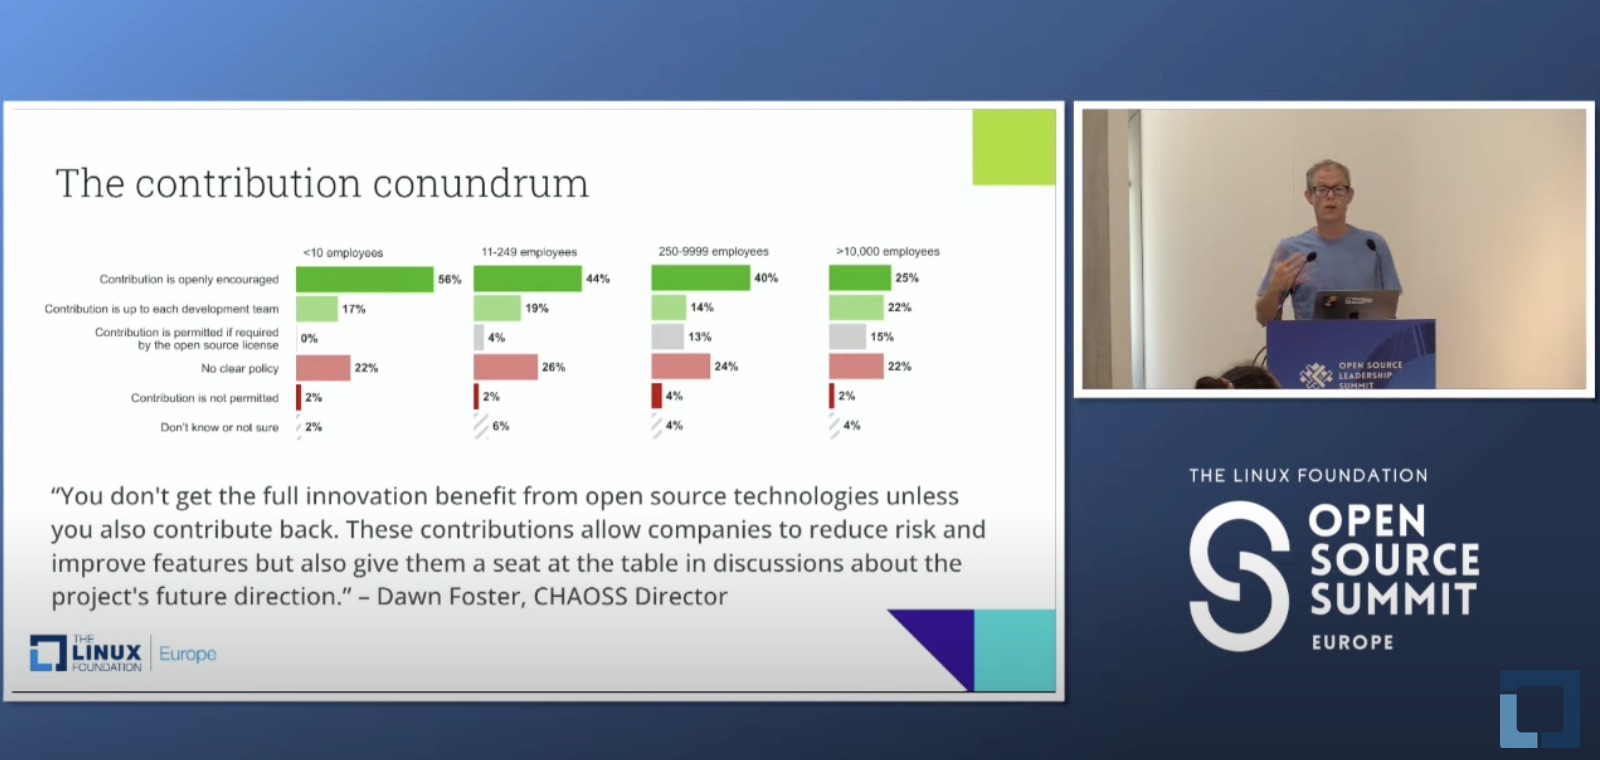 The contribution conundrum
<10 employees
11-249 employees
250-9999 employees
>10,000 employees
Contribution is openly encouraged
56%
44%
40%
25%
Contribution is up to each development team
17%
19%
14%
22%
Contribution is permitted if required
by the open source license
0%
4%
13%
15%
No clear policy
22%
26%
24%
22%
Contribution is not permitted
2%
2%
4%
2%
Don't know or not sure
2%
6%
4%
4%
“You don't get the full innovation benefit from open source technologies unless
you also contribute back. These contributions allow companies to reduce risk and
improve features but also give them a seat at the table in discussions about the
project's future direction.” – Dawn Foster, CHAOSS Director
THE
LINUX
FOUNDATION
Europe
OPEN SOURCE
LEADERSHIP
SUMMIT
THE LINUX FOUNDATION
OPEN
SOURCE
SUMMIT
EUROPE